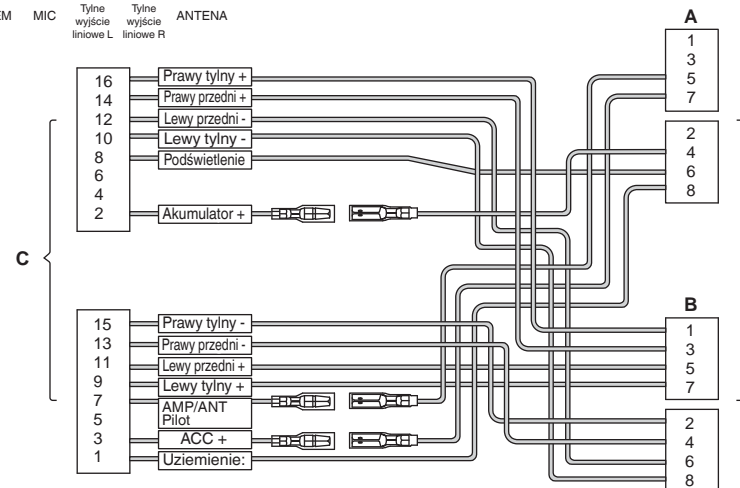 EM
MIC
Tylne
wyjście
liniowe L
Tylne
wyjście
liniowe R
ANTENA
A
1
3
5
7
2
4
6
8
C
16
14
12
10
8
6
4
2
Prawy tylny +
Prawy przedni +
Lewy przedni -
Lewy tylny -
Podświetlenie
Akumulator +
15
13
11
9
7
5
3
1
Prawy tylny -
Prawy przedni -
Lewy przedni +
Lewy tylny +
AMP/ANT
Pilot
ACC +
Uziemienie:
B
1
3
5
7
2
4
6
8